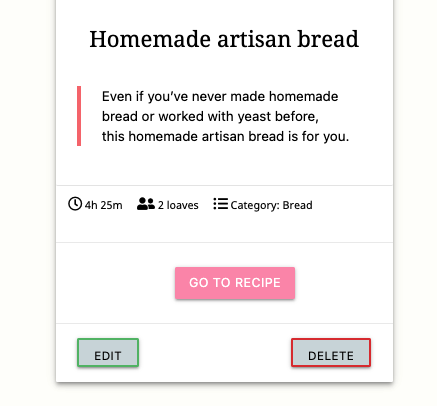 Homemade artisan bread
Even if you’ve never made homemade
bread or worked with yeast before,
this homemade artisan bread is for you.
4h 25m 2 loaves Category: Bread
GO TO RECIPE
EDIT DELETE